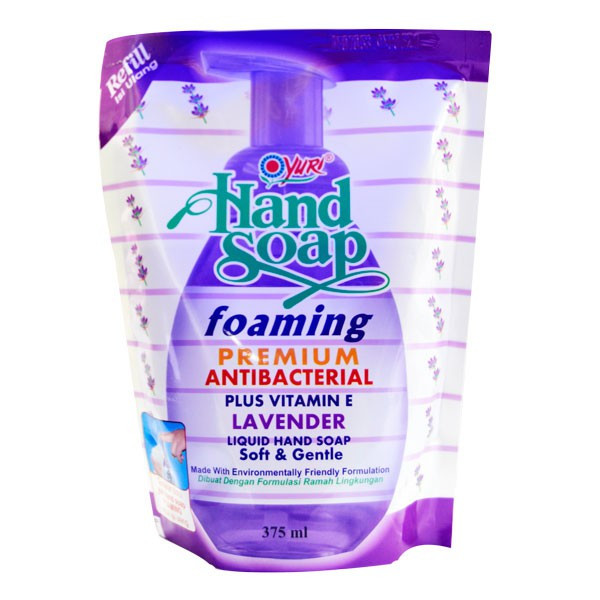 Refill
Isi Ulang
YURI®
Hand
Soap
foaming
PREMIUM
ANTIBACTERIAL
PLUS VITAMIN E
LAVENDER
LIQUID HAND SOAP
Soft & Gentle
Made With Environmentally Friendly Formulation
Dibuat Dengan Formulasi Ramah Lingkungan
375 ml